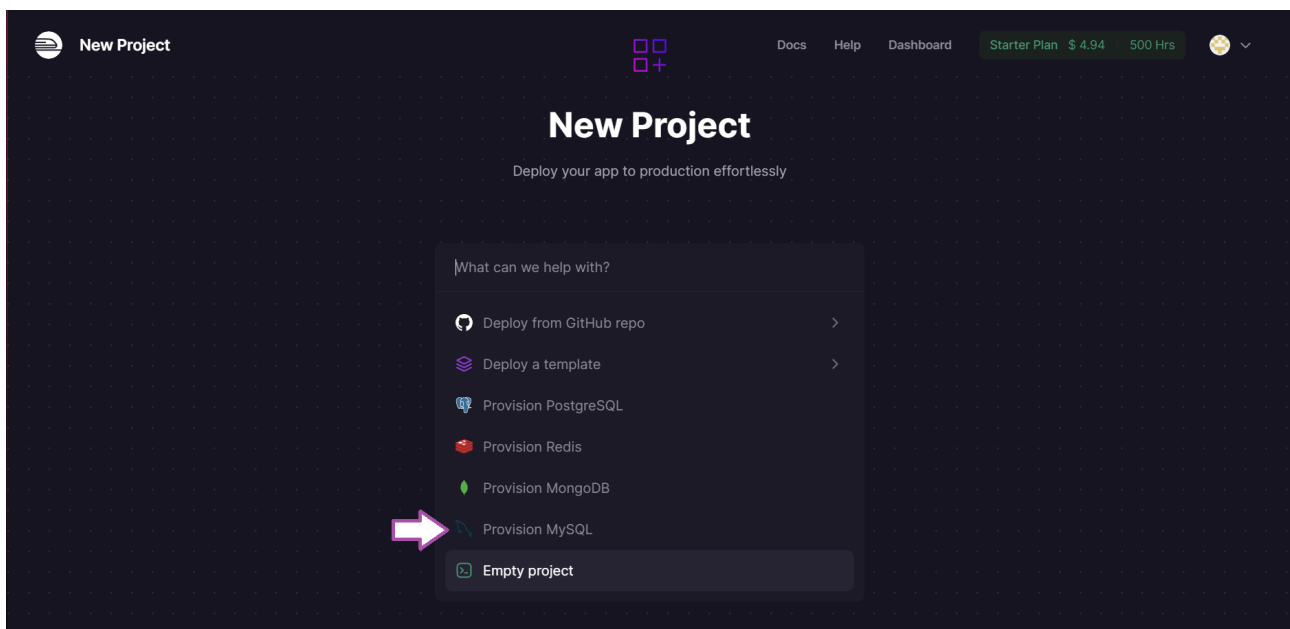 New Project
Docs Help Dashboard Starter Plan $ 4.94 500 Hrs
New Project
Deploy your app to production effortlessly
What can we help with?
Deploy from GitHub repo
Deploy a template
Provision PostgreSQL
Provision Redis
Provision MongoDB
Provision MySQL
Empty project